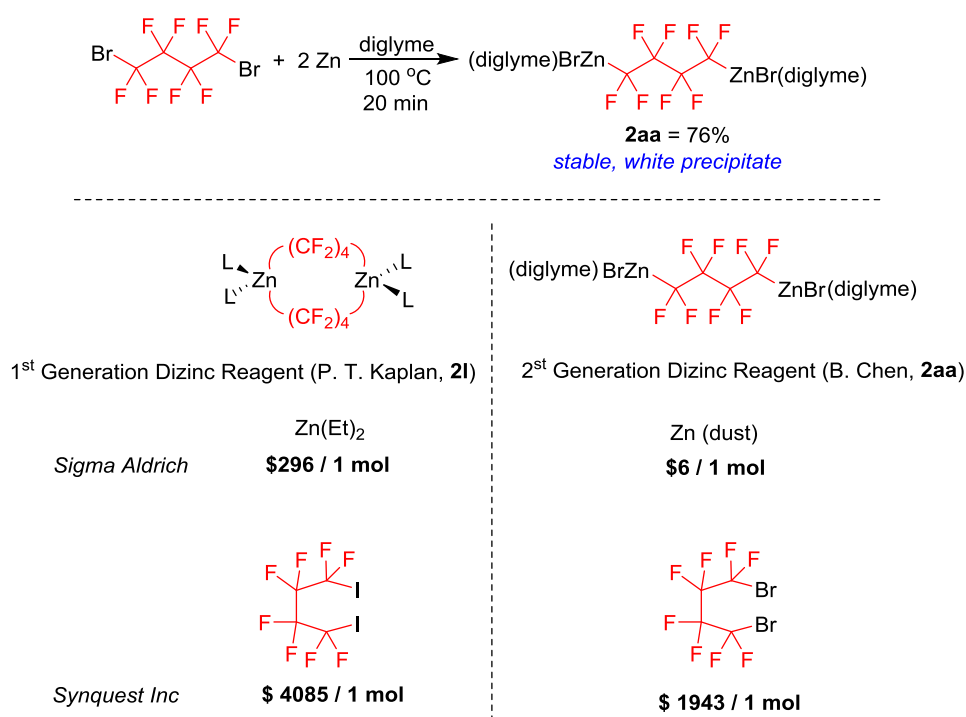 Br F F F F F F F F Br + 2 Zn diglyme 100 °C 20 min (diglyme)BrZn F F F F F F F F ZnBr(diglyme)
2aa = 76%
stable, white precipitate
L L Zn (CF2)4 (CF2)4 Zn L L
(diglyme) BrZn F F F F F F F F ZnBr(diglyme)
1st Generation Dizinc Reagent (P. T. Kaplan, 2l)
2st Generation Dizinc Reagent (B. Chen, 2aa)
Zn(Et)2
Zn (dust)
Sigma Aldrich
$296 / 1 mol
$6 / 1 mol
F F F F F F F F I I
F F F F F F F F Br Br
Synquest Inc
$ 4085 / 1 mol
$ 1943 / 1 mol